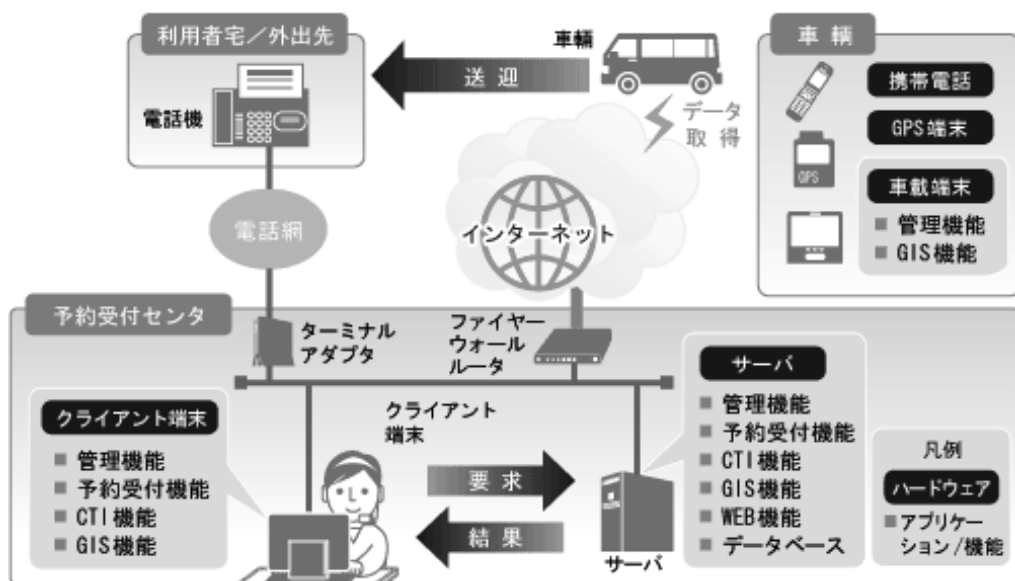 利用者宅/外出先
電話機
送迎
車輌
データ
取得
車輌
携帯電話
GPS端末
GPS
車載端末
■ 管理機能
■ GIS機能
電話網
インターネット
予約受付センタ
ターミナル
アダプタ
ファイヤー
ウォール
ルータ
クライアント端末
■ 管理機能
■ 予約受付機能
■ CTI機能
■ GIS機能
クライアント
端末
要求
結果
サーバ
サーバ
■ 管理機能
■ 予約受付機能
■ CTI機能
■ GIS機能
■ WEB機能
■ データベース
凡例
ハードウェア
■ アプリケー
ション/機能